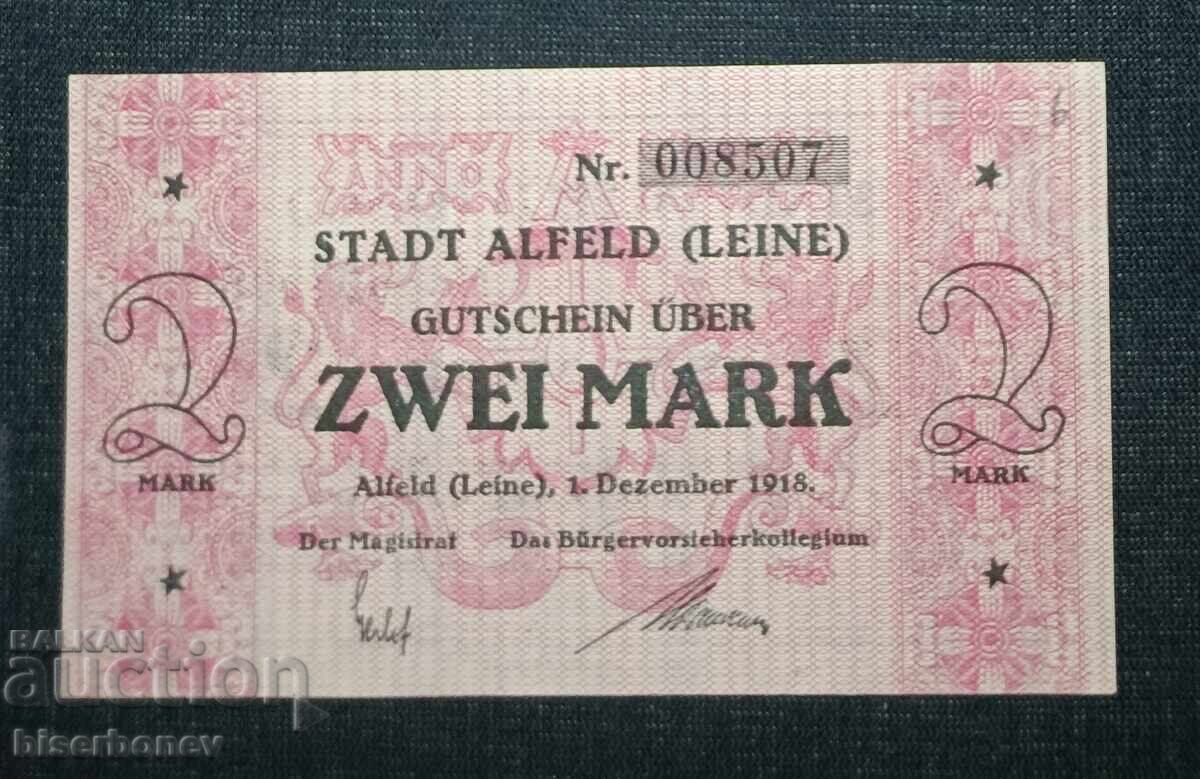 ANNO
Nr. 008507
STADT ALFELD (LEINE)
GUTSCHEIN ÜBER
ZWEI MARK
2
MARK
2
MARK
Alfeld (Leine), 1. Dezember 1918.
Der Magistrat Das Bürgervorsteherkollegium
BALKAN
auction
biserbonev